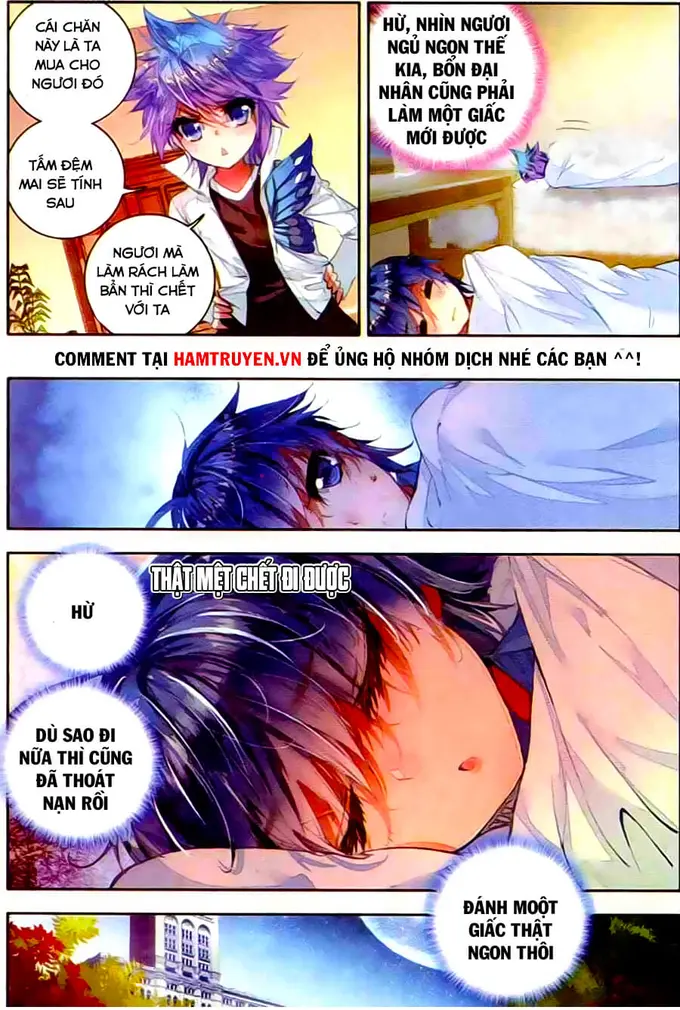 CÁI CHĂN
NÀY LÀ TA
MUA CHO
NGƯƠI ĐÓ
TẤM ĐỆM
MAI SẼ TÍNH
SAU
NGƯƠI MÀ
LÀM RÁCH LÀM
BẨN THÌ CHẾT
VỚI TA
HỪ, NHÌN NGƯƠI
NGỦ NGON THẾ
KIA, BỔN ĐẠI
NHÂN CŨNG PHẢI
LÀM MỘT GIẤC
MỚI ĐƯỢC
COMMENT TẠI HAMTRUYEN.VN ĐỂ ỦNG HỘ NHÓM DỊCH NHÉ CÁC BẠN ^^!
THẬT MỆT CHẾT ĐI ĐƯỢC
HỪ
DÙ SAO ĐI
NỮA THÌ CŨNG
ĐÃ THOÁT
NẠN RỒI
ĐÁNH MOỘT
GIẤC THẬT
NGON THÔI